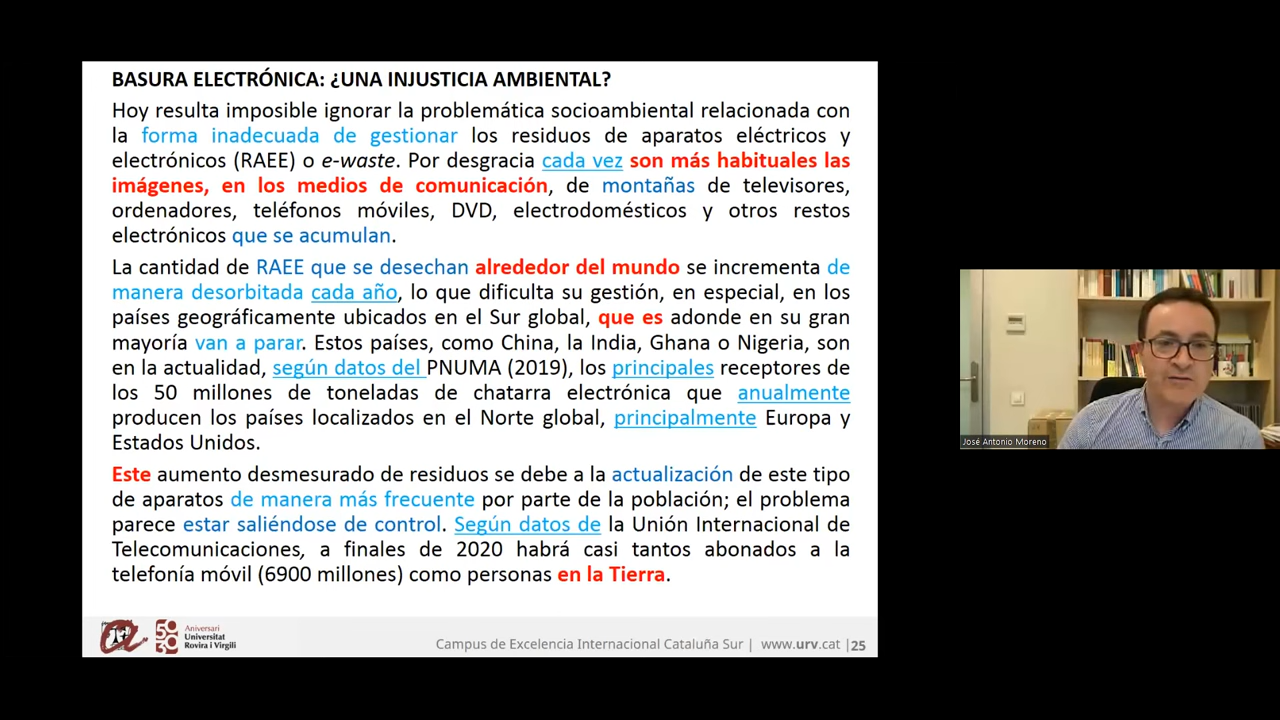 BASURA ELECTRÓNICA: ¿UNA INJUSTICIA AMBIENTAL?
Hoy resulta imposible ignorar la problemática socioambiental relacionada con
la forma inadecuada de gestionar los residuos de aparatos eléctricos y
electrónicos (RAEE) o e-waste. Por desgracia cada vez son más habituales las
imágenes, en los medios de comunicación, de montañas de televisores,
ordenadores, teléfonos móviles, DVD, electrodomésticos y otros restos
electrónicos que se acumulan.
La cantidad de RAEE que se desechan alrededor del mundo se incrementa de
manera desorbitada cada año, lo que dificulta su gestión, en especial, en los
países geográficamente ubicados en el Sur global, que es adonde en su gran
mayoría van a parar. Estos países, como China, la India, Ghana o Nigeria, son
en la actualidad, según datos del PNUMA (2019), los principales receptores de
los 50 millones de toneladas de chatarra electrónica que anualmente
producen los países localizados en el Norte global, principalmente Europa y
Estados Unidos.
Este aumento desmesurado de residuos se debe a la actualización de este tipo
de aparatos de manera más frecuente por parte de la población; el problema
parece estar saliéndose de control. Según datos de la Unión Internacional de
Telecomunicaciones, a finales de 2020 habrá casi tantos abonados a la
telefonía móvil (6900 millones) como personas en la Tierra.
Aniversari
Universitat
Rovira i Virgili
Campus de Excelencia Internacional Cataluña Sur | www.urv.cat |25
José Antonio Moreno